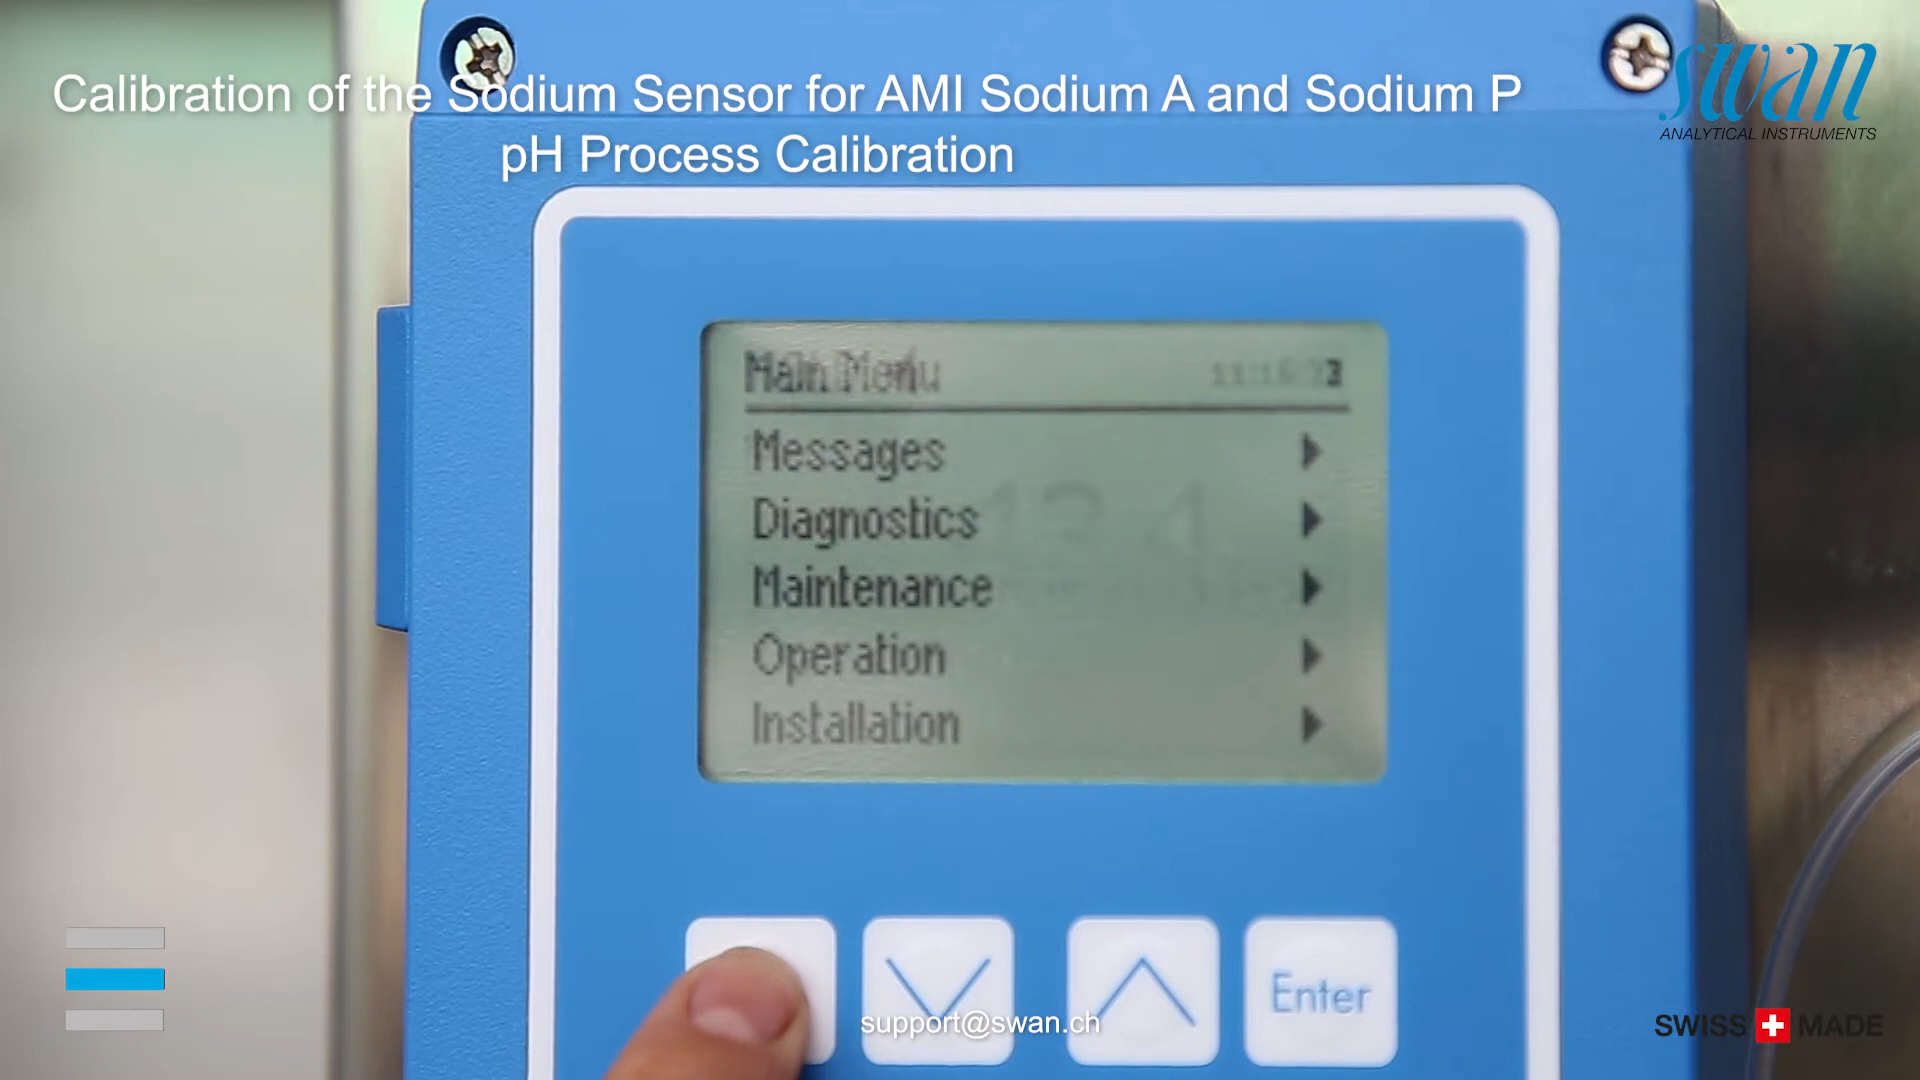 Calibration of the Sodium Sensor for AMI Sodium A and Sodium P
pH Process Calibration
swan
ANALYTICAL INSTRUMENTS
Main Menu
Messages
Diagnostics
Maintenance
Operation
Installation
Enter
support@swan.ch
SWISS MADE